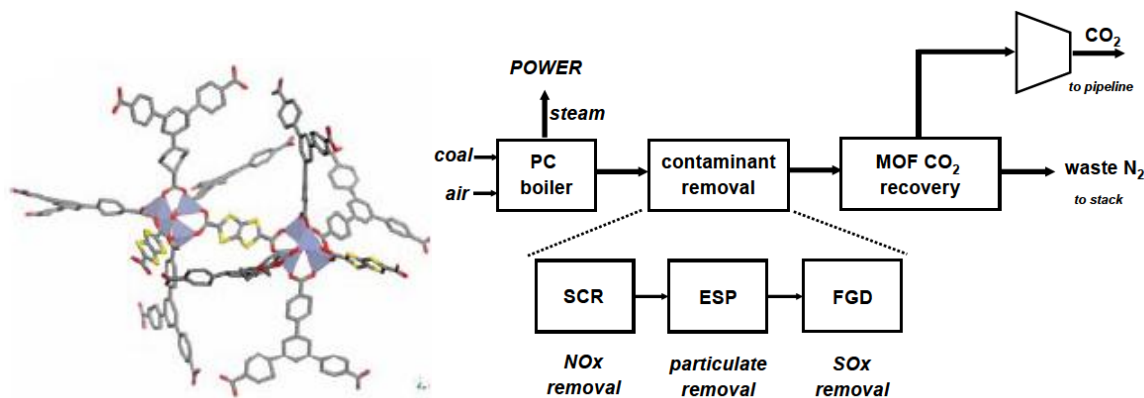 POWER
steam
coal
air
PC
boiler
contaminant
removal
MOF CO₂
recovery
CO₂
to pipeline
waste N₂
to stack
SCR
ESP
FGD
NOx
removal
particulate
removal
SOx
removal